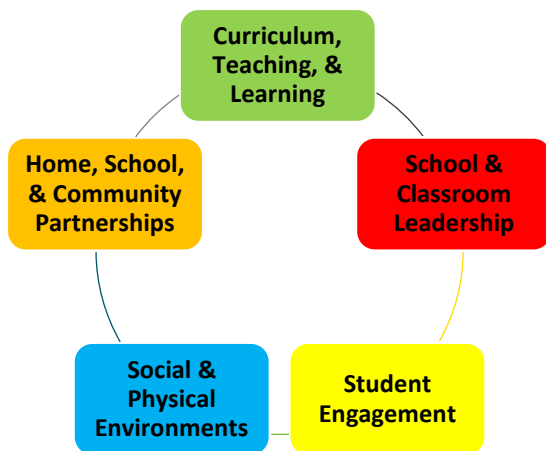 Curriculum,
Teaching, &
Learning
Home, School,
& Community
Partnerships
School &
Classroom
Leadership
Social &
Physical
Environments
Student
Engagement